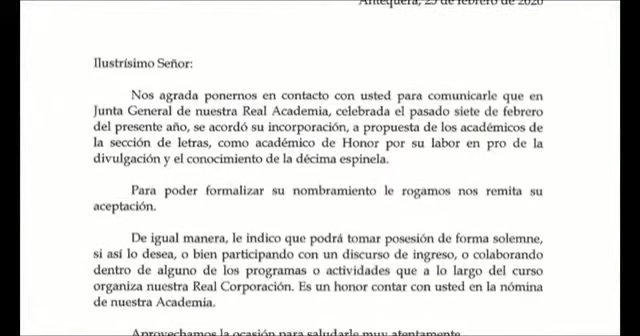 Antequera, 25 de febrero de 2020
Ilustrísimo Señor:
Nos agrada ponernos en contacto con usted para comunicarle que en
Junta General de nuestra Real Academia, celebrada el pasado siete de febrero
del presente año, se acordó su incorporación, a propuesta de los académicos de
la sección de letras, como académico de Honor por su labor en pro de la
divulgación y el conocimiento de la décima espinela.
Para poder formalizar su nombramiento le rogamos nos remita su
aceptación.
De igual manera, le indico que podrá tomar posesión de forma solemne,
si así lo desea, o bien participando con un discurso de ingreso, o colaborando
dentro de alguno de los programas o actividades que a lo largo del curso
organiza nuestra Real Corporación. Es un honor contar con usted en la nómina
de nuestra Academia.
Aprovechamos la ocasión para saludarle muy atentamente